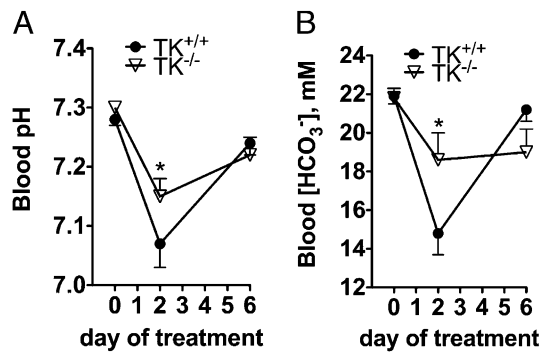 A
TK+/+
TK-/-
Blood pH
7.4
7.3
7.2
7.1
7.0
*
0 1 2 3 4 5 6
day of treatment
B
TK+/+
TK-/-
Blood [HCO3-], mM
24
22
20
18
16
14
12
*
0 1 2 3 4 5 6
day of treatment